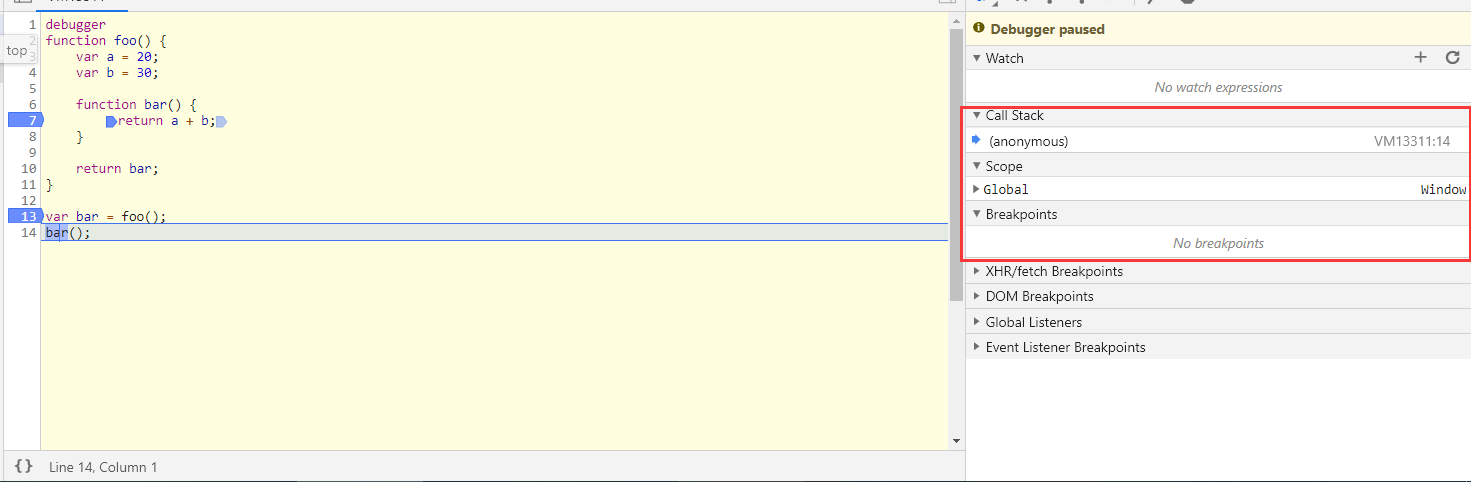 1 debugger
2 function foo() {
top
3 var a = 20;
4 var b = 30;
5
6 function bar() {
7 return a + b;
8 }
9
10 return bar;
11 }
12
13 var bar = foo();
14 bar();
{} Line 14, Column 1
Debugger paused
Watch
No watch expressions
Call Stack
(anonymous) VM13311:14
Scope
Global Window
Breakpoints
No breakpoints
XHR/fetch Breakpoints
DOM Breakpoints
Global Listeners
Event Listener Breakpoints